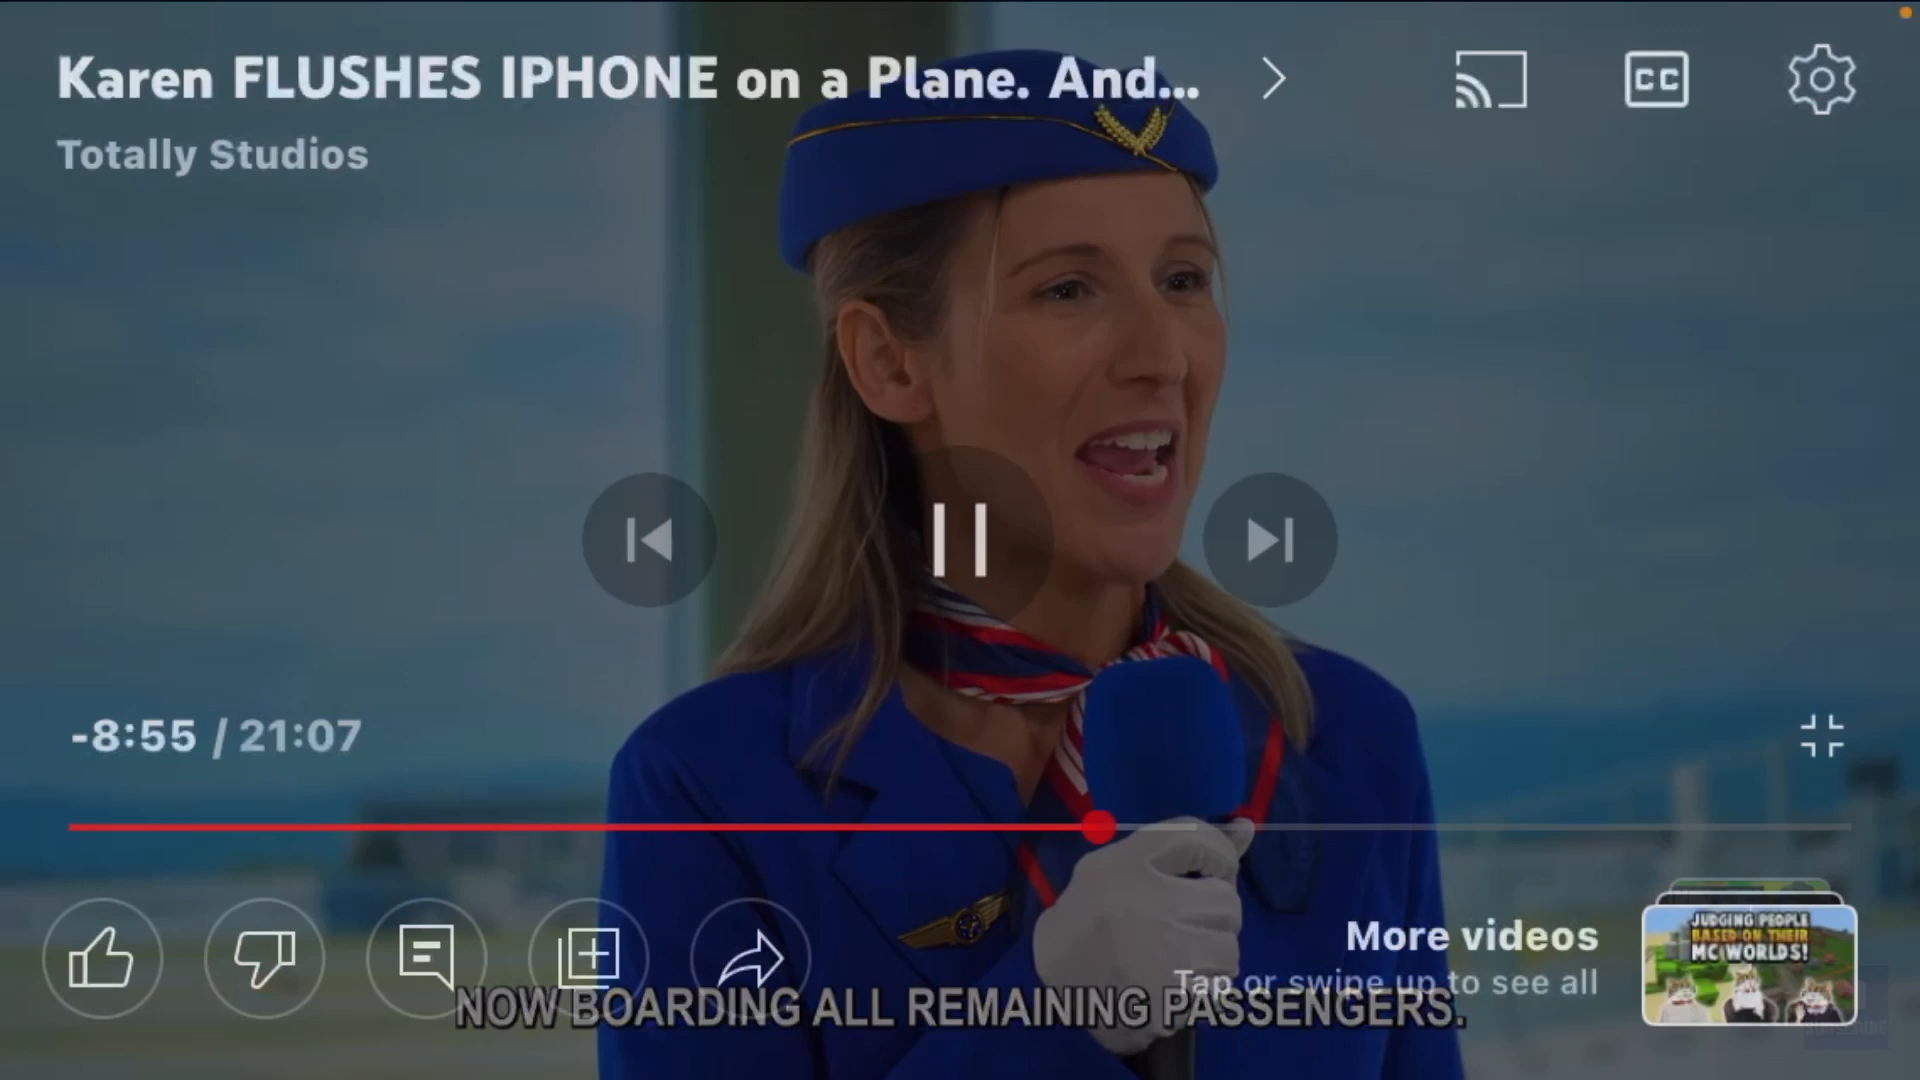 Karen FLUSHES IPHONE on a Plane. And...
CC
Totally Studios
-8:55 / 21:07
More videos
Tap or swipe up to see all
JUDGING PEOPLE
BASED ON THEIR
MC WORLDS!
NOW BOARDING ALL REMAINING PASSENGERS.